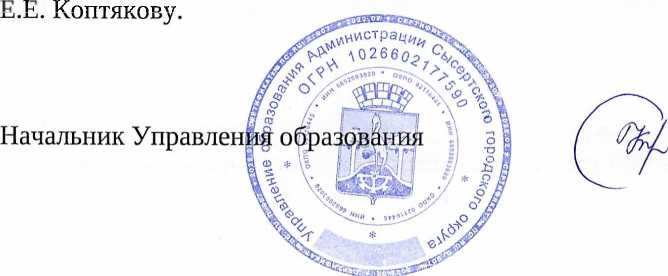 Е.Е. Коптякову.
Начальник Управления образования
Управление образования Администрации Сысертского городского округа
ОГРН 1026602177590